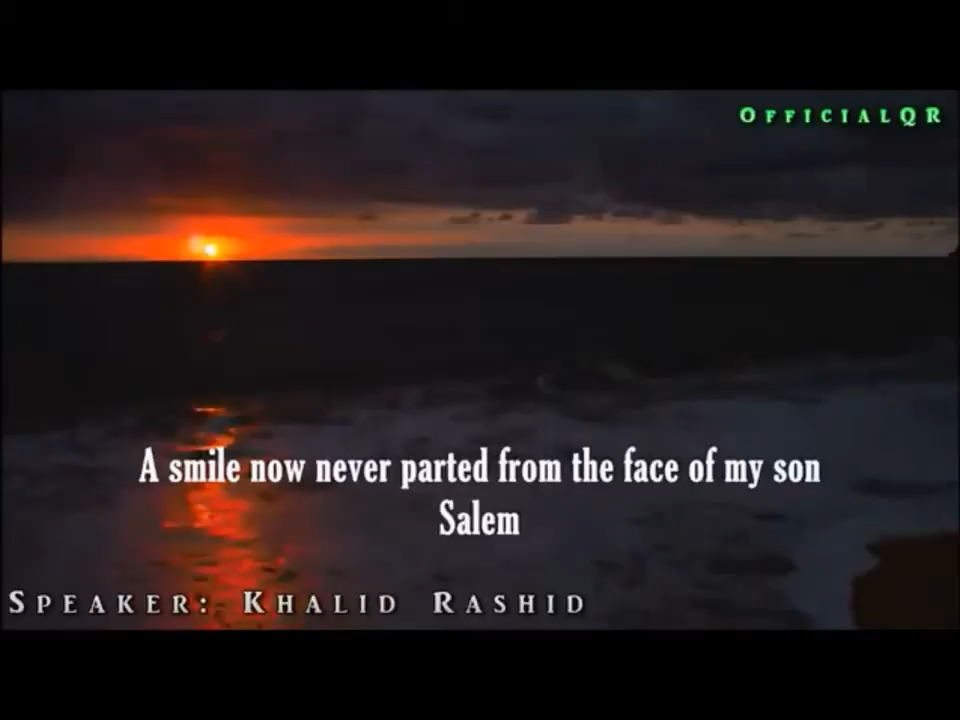 OFFICIALQR
A smile now never parted from the face of my son
Salem
SPEAKER: KHALID RASHID